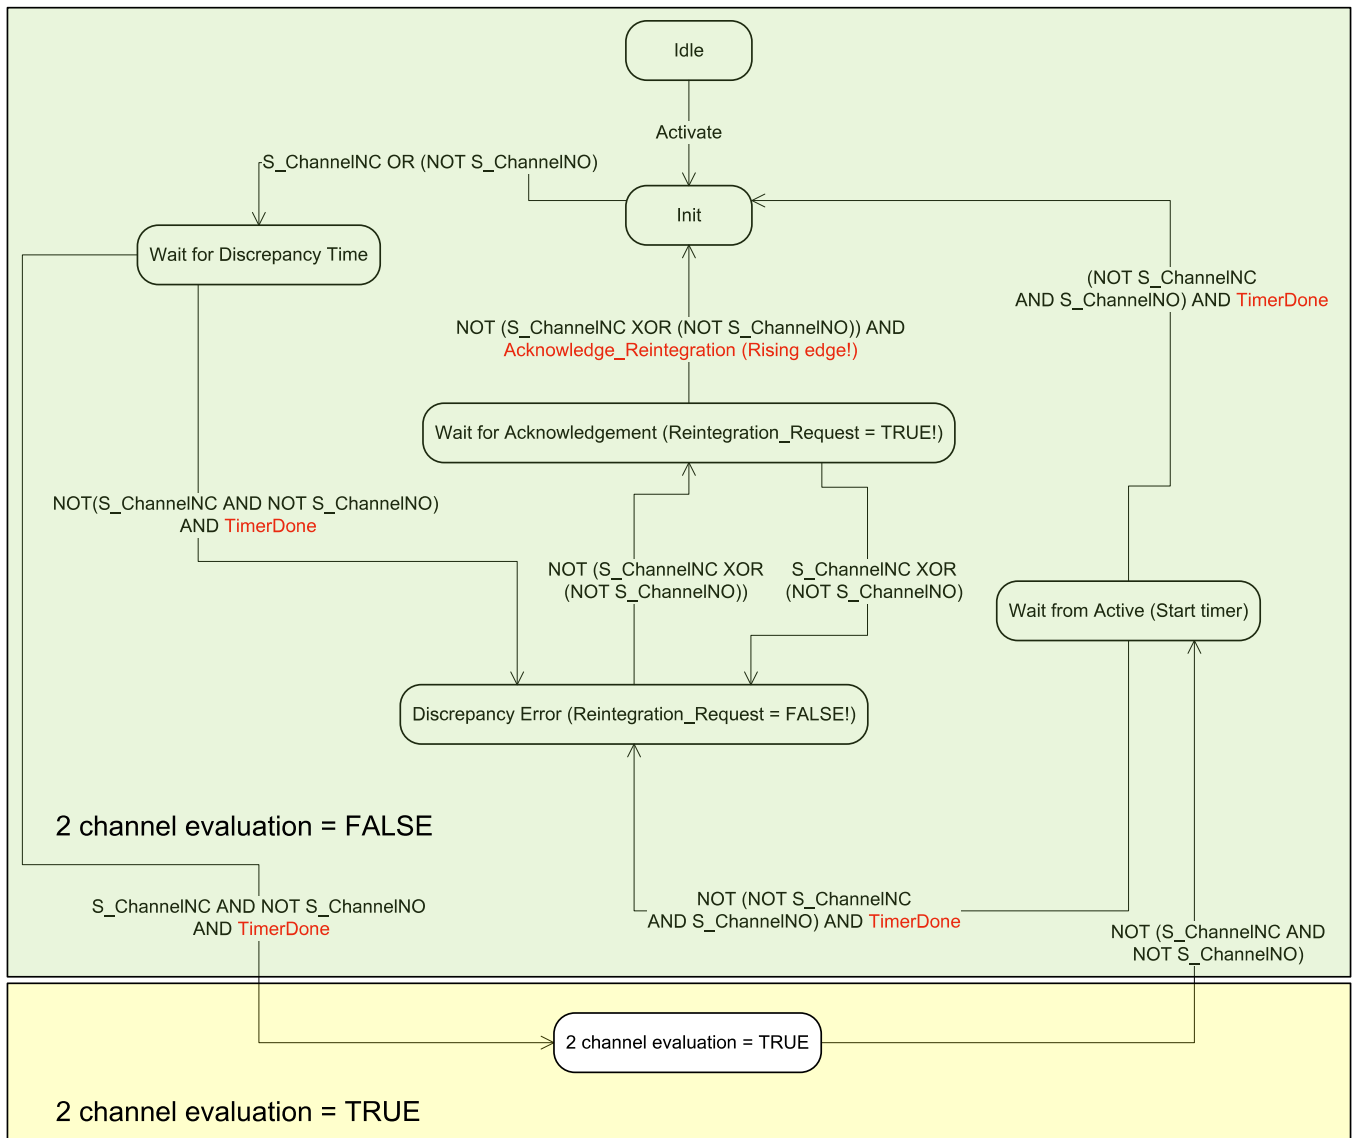 Idle
Activate
S_ChannelNC OR (NOT S_ChannelNO)
Init
Wait for Discrepancy Time
(NOT S_ChannelNC
AND S_ChannelNO) AND TimerDone
NOT (S_ChannelNC XOR (NOT S_ChannelNO)) AND
Acknowledge_Reintegration (Rising edge!)
Wait for Acknowledgement (Reintegration_Request = TRUE!)
NOT(S_ChannelNC AND NOT S_ChannelNO)
AND TimerDone
NOT (S_ChannelNC XOR
(NOT S_ChannelNO))
S_ChannelNC XOR
(NOT S_ChannelNO)
Wait from Active (Start timer)
Discrepancy Error (Reintegration_Request = FALSE!)
2 channel evaluation = FALSE
S_ChannelNC AND NOT S_ChannelNO
AND TimerDone
NOT (NOT S_ChannelNC
AND S_ChannelNO) AND TimerDone
NOT (S_ChannelNC AND
NOT S_ChannelNO)
2 channel evaluation = TRUE
2 channel evaluation = TRUE